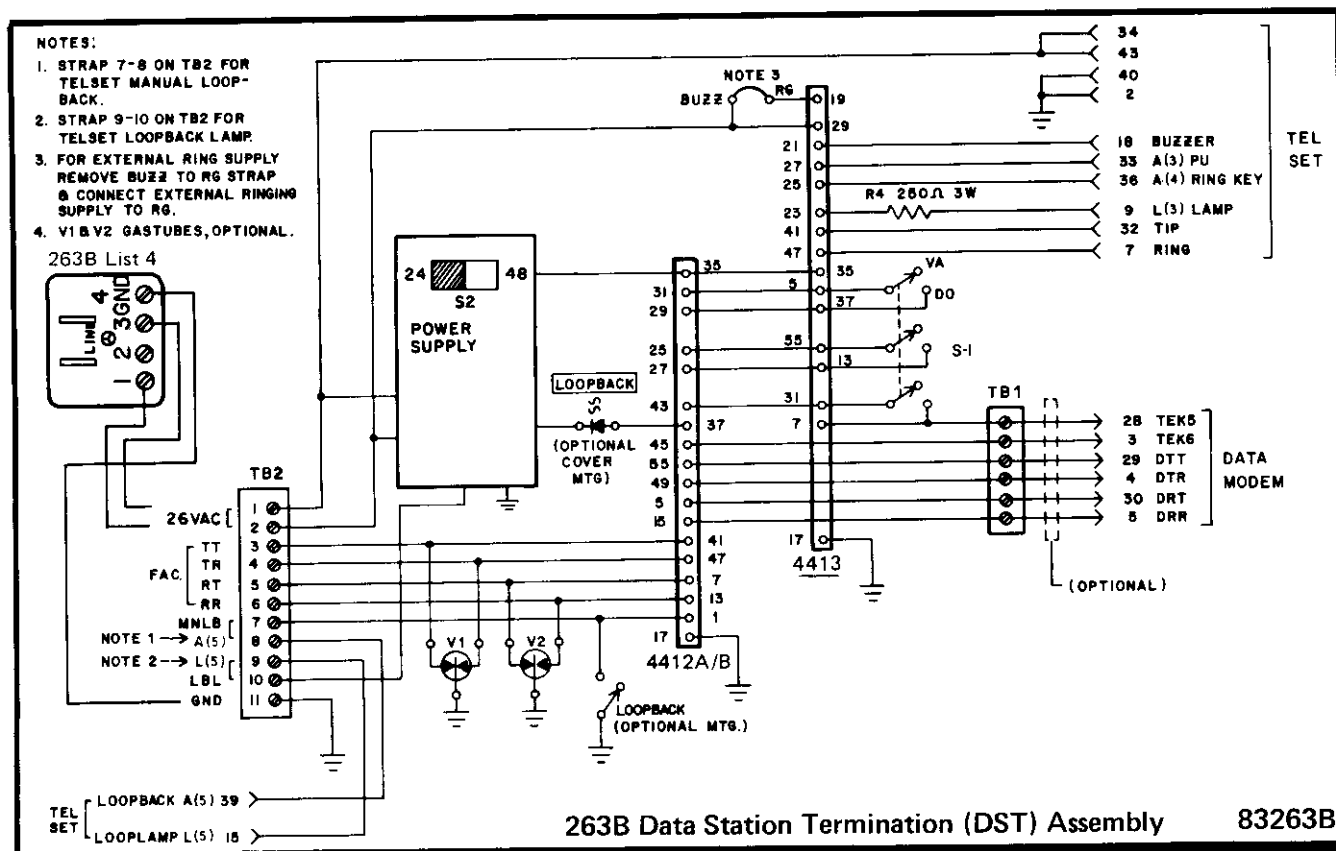 NOTES:
1. STRAP 7-8 ON TB2 FOR
TELSET MANUAL LOOP-
BACK.
2. STRAP 9-10 ON TB2 FOR
TELSET LOOPBACK LAMP.
3. FOR EXTERNAL RING SUPPLY
REMOVE BUZZ TO RG STRAP
& CONNECT EXTERNAL RINGING
SUPPLY TO RG.
4. V1 & V2 GASTUBES, OPTIONAL.
263B List 4
4
3GND
LINE
2
1
NOTE 3
BUZZ
RG
19
29
21
27
25
23
41
47
35
5
37
55
13
31
7
17
4413
R4 250Ω 3W
34
43
40
2
18 BUZZER
33 A(3) PU
36 A(4) RING KEY
9 L(3) LAMP
32 TIP
7 RING
TEL
SET
24
48
S2
POWER
SUPPLY
LOOPBACK
SS
(OPTIONAL
COVER
MTG)
35
31
29
25
27
43
37
45
55
49
5
15
41
47
7
13
1
17
4412A/B
VA
DO
S-1
TB1
28 TEK5
3 TEK6
29 DTT
4 DTR
30 DRT
5 DRR
DATA
MODEM
(OPTIONAL)
TB2
26VAC
1
2
FAC.
TT 3
TR 4
RT 5
RR 6
MNLB 7
NOTE 1 → A(5) 8
NOTE 2 → L(5) 9
LBL 10
GND 11
V1
V2
LOOPBACK
(OPTIONAL MTG.)
TEL
SET
LOOPBACK A(5) 39
LOOPLAMP L(5) 15
263B Data Station Termination (DST) Assembly 83263B